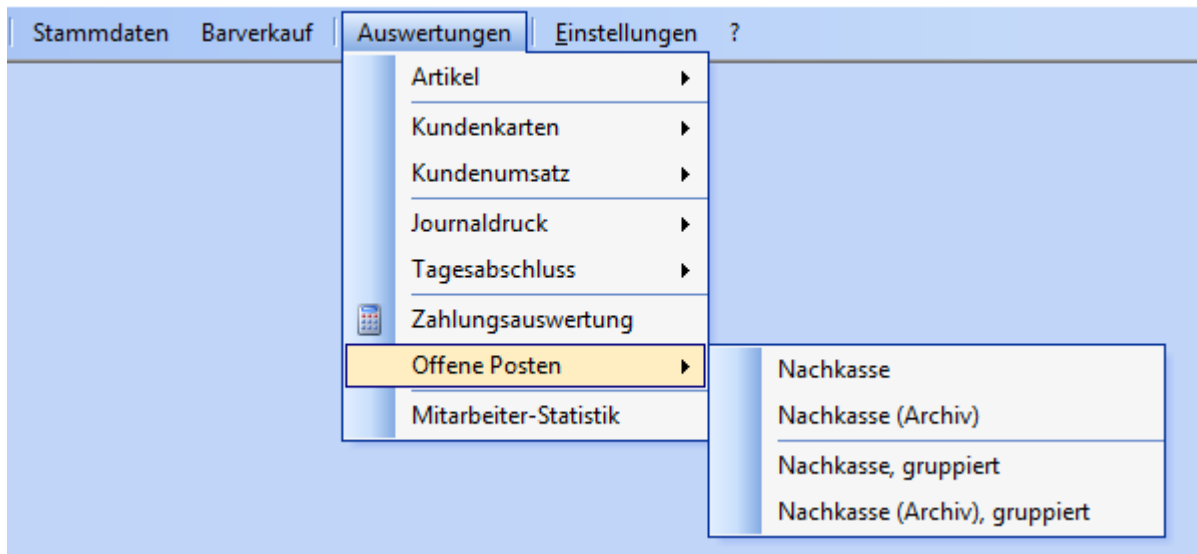 Stammdaten Barverkauf Auswertungen Einstellungen ?
Artikel
Kundenkarten
Kundenumsatz
Journaldruck
Tagesabschluss
Zahlungsauswertung
Offene Posten
Nachkasse
Nachkasse (Archiv)
Mitarbeiter-Statistik
Nachkasse, gruppiert
Nachkasse (Archiv), gruppiert